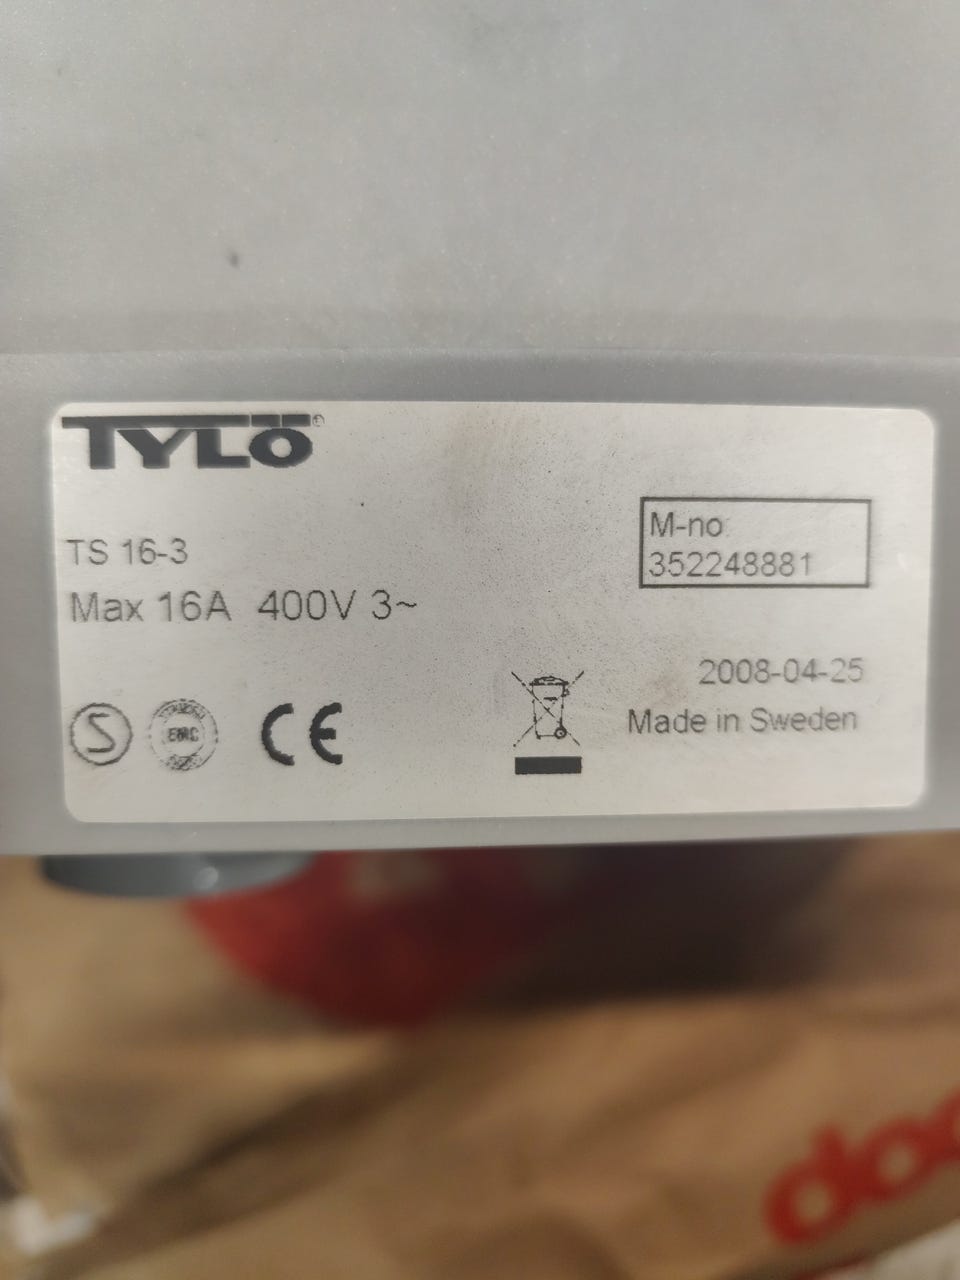 TYLÖ®
TS 16-3
Max 16A 400V 3~
M-no
352248881
2008-04-25
Made in Sweden
S
EMC
CE